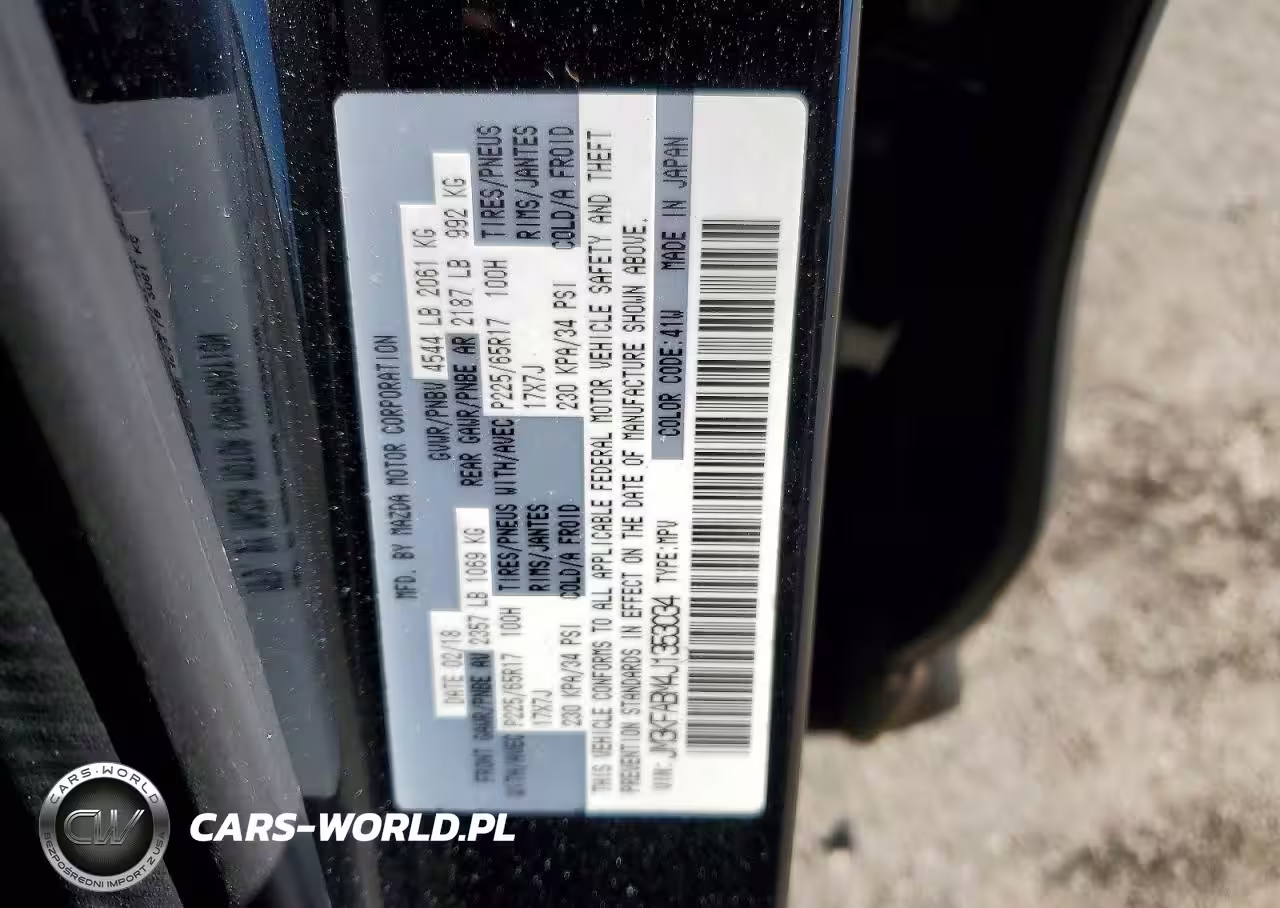 MFD. BY MAZDA MOTOR CORPORATION
DATE 02/18 GVWR/PNBV 4544 LB 2061 KG
FRONT GAWR/PNBE AV 2357 LB 1069 KG REAR GAWR/PNBE AR 2187 LB 992 KG
WITH/AVEC P225/65R17 100H TIRES/PNEUS WITH/AVEC P225/65R17 100H TIRES/PNEUS
17X7J RIMS/JANTES 17X7J RIMS/JANTES
230 KPA/34 PSI COLD/A FROID 230 KPA/34 PSI COLD/A FROID
THIS VEHICLE CONFORMS TO ALL APPLICABLE FEDERAL MOTOR VEHICLE SAFETY AND THEFT
PREVENTION STANDARDS IN EFFECT ON THE DATE OF MANUFACTURE SHOWN ABOVE.
VIN: JM3KFABM4J1353034 TYPE:MPV COLOR CODE:41W MADE IN JAPAN
CARS-WORLD
CW
BEZPOŚREDNI IMPORT Z USA
CARS-WORLD.PL